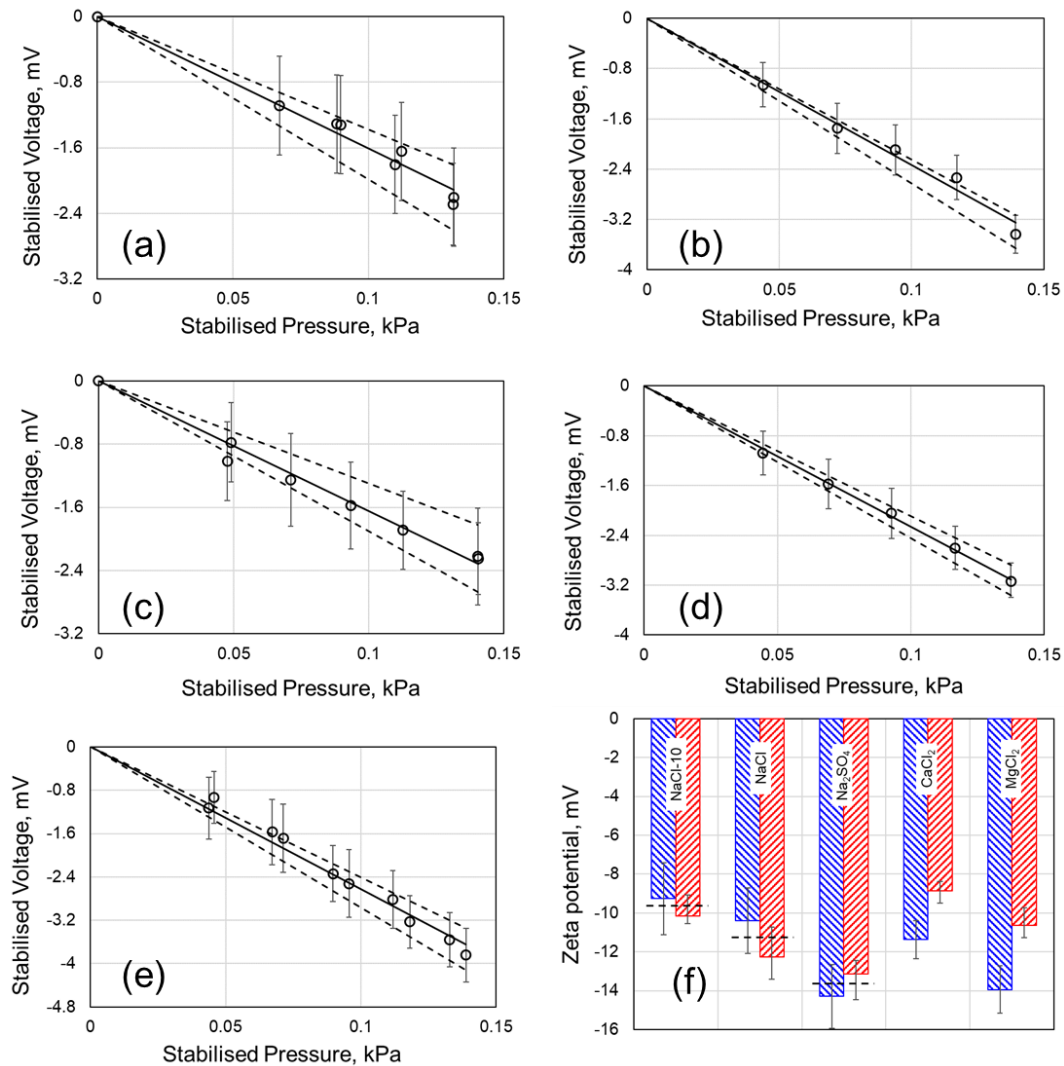 0
-0.8
-1.6
-2.4
-3.2
Stabilised Voltage, mV
(a)
0
0.05
0.1
0.15
Stabilised Pressure, kPa
0
-0.8
-1.6
-2.4
-3.2
-4
Stabilised Voltage, mV
(b)
0
0.05
0.1
0.15
Stabilised Pressure, kPa
0
-0.8
-1.6
-2.4
-3.2
Stabilised Voltage, mV
(c)
0
0.05
0.1
0.15
Stabilised Pressure, kPa
0
-0.8
-1.6
-2.4
-3.2
-4
Stabilised Voltage, mV
(d)
0
0.05
0.1
0.15
Stabilised Pressure, kPa
0
-0.8
-1.6
-2.4
-3.2
-4
-4.8
Stabilised Voltage, mV
(e)
0
0.05
0.1
0.15
Stabilised Pressure, kPa
0
-2
-4
-6
-8
-10
-12
-14
-16
Zeta potential, mV
NaCl-10
NaCl
Na₂SO₄
CaCl₂
MgCl₂
(f)